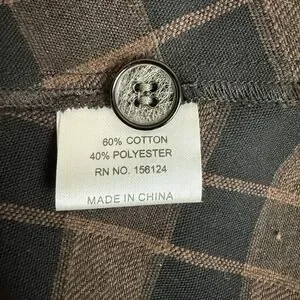 60% COTTON
40% POLYESTER
RN NO. 156124
MADE IN CHINA